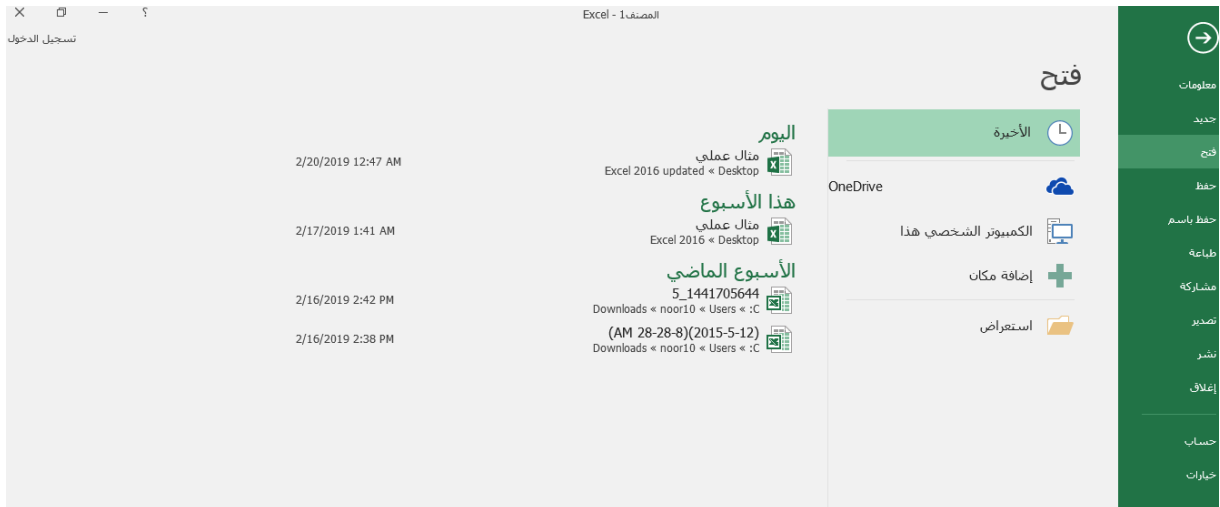 المصنف1 - Excel
؟
تسجيل الدخول
معلومات
جديد
فتح
حفظ
حفظ باسم
طباعة
مشاركة
تصدير
نشر
إغلاق
حساب
خيارات
فتح
الأخيرة
OneDrive
الكمبيوتر الشخصي هذا
إضافة مكان
استعراض
اليوم
مثال عملي
2/20/2019 12:47 AM
Excel 2016 updated « Desktop
هذا الأسبوع
مثال عملي
2/17/2019 1:41 AM
Excel 2016 « Desktop
الأسبوع الماضي
5_1441705644
2/16/2019 2:42 PM
Downloads « noor10 « Users « :C
(AM 28-28-8)(2015-5-12)
2/16/2019 2:38 PM
Downloads « noor10 « Users « :C